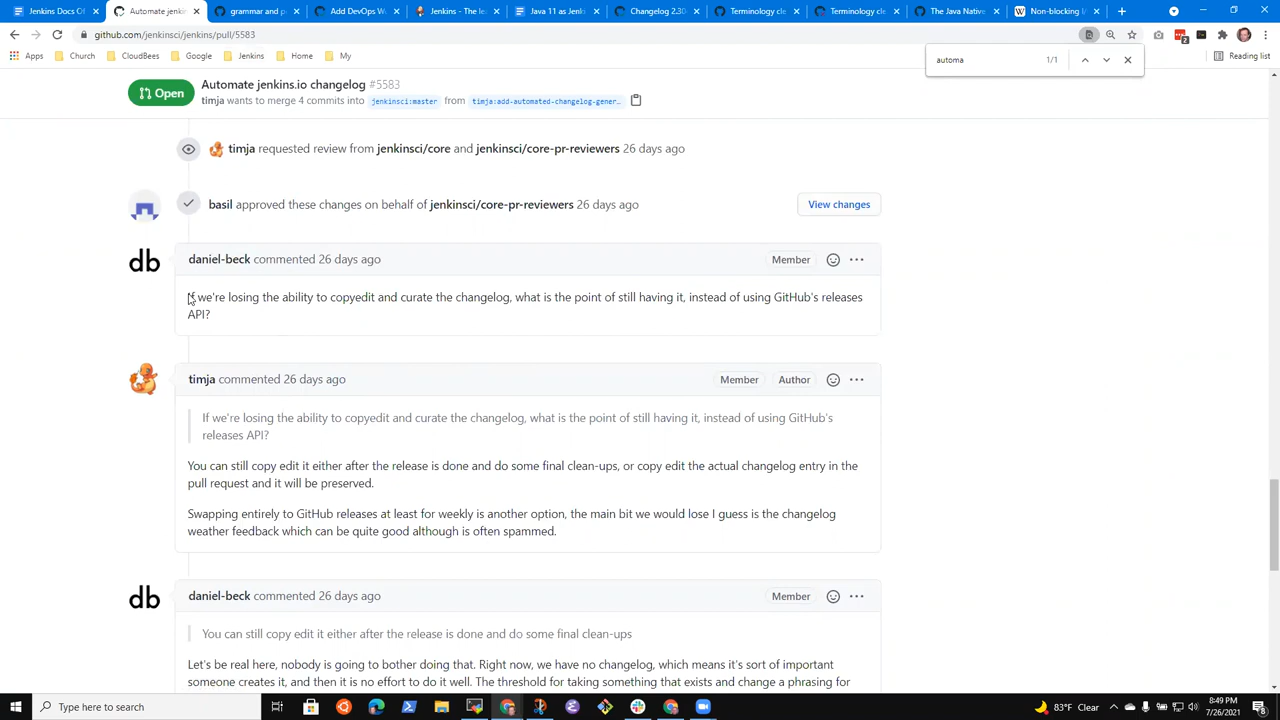 Jenkins Docs Of
Automate jenki
grammar and p
Add DevOps W
Jenkins - The le
Java 11 as Jenk
Changelog 2.30
Terminology cle
Terminology cle
The Java Native
Non-blocking I/
github.com/jenkinsci/jenkins/pull/5583
2
Apps
Church
CloudBees
Google
Jenkins
Home
My
Reading list
automa
1/1
Open
Automate jenkins.io changelog #5583
timja wants to merge 4 commits into jenkinsci:master from timja:add-automated-changelog-gener…
timja requested review from jenkinsci/core and jenkinsci/core-pr-reviewers 26 days ago
basil approved these changes on behalf of jenkinsci/core-pr-reviewers 26 days ago
View changes
db
daniel-beck commented 26 days ago
Member
If we're losing the ability to copyedit and curate the changelog, what is the point of still having it, instead of using GitHub's releases
API?
timja commented 26 days ago
Member
Author
If we're losing the ability to copyedit and curate the changelog, what is the point of still having it, instead of using GitHub's
releases API?
You can still copy edit it either after the release is done and do some final clean-ups, or copy edit the actual changelog entry in the
pull request and it will be preserved.
Swapping entirely to GitHub releases at least for weekly is another option, the main bit we would lose I guess is the changelog
weather feedback which can be quite good although is often spammed.
db
daniel-beck commented 26 days ago
Member
You can still copy edit it either after the release is done and do some final clean-ups
Let's be real here, nobody is going to bother doing that. Right now, we have no changelog, which means it's sort of important
someone creates it, and then it is no effort to do it well. The threshold for taking something that exists and change a phrasing for
Type here to search
83°F Clear
8:49 PM
7/26/2021
8